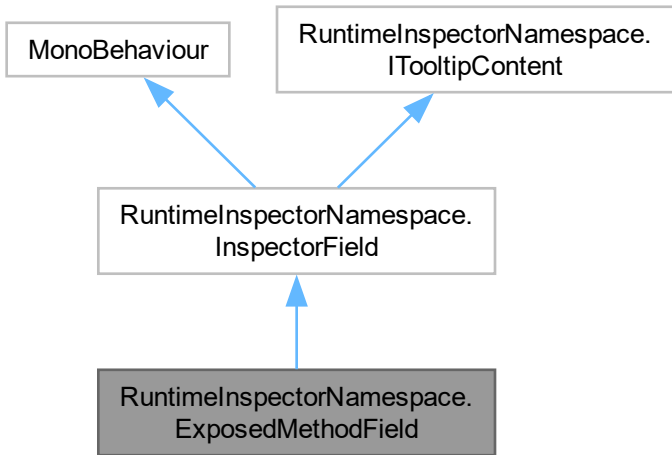 MonoBehaviour
RuntimeInspectorNamespace.
ITooltipContent
RuntimeInspectorNamespace.
InspectorField
RuntimeInspectorNamespace.
ExposedMethodField